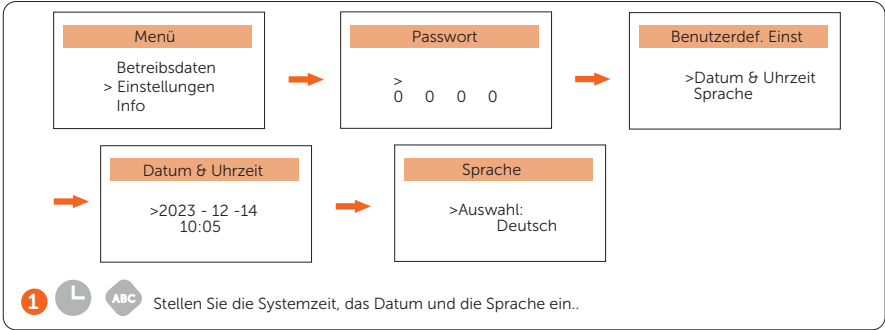 Menü
Betreibsdaten
> Einstellungen
Info
Passwort
>
0 0 0 0
Benutzerdef. Einst
>Datum & Uhrzeit
Sprache
Datum & Uhrzeit
>2023 - 12 -14
10:05
Sprache
>Auswahl:
Deutsch
1 ABC Stellen Sie die Systemzeit, das Datum und die Sprache ein..